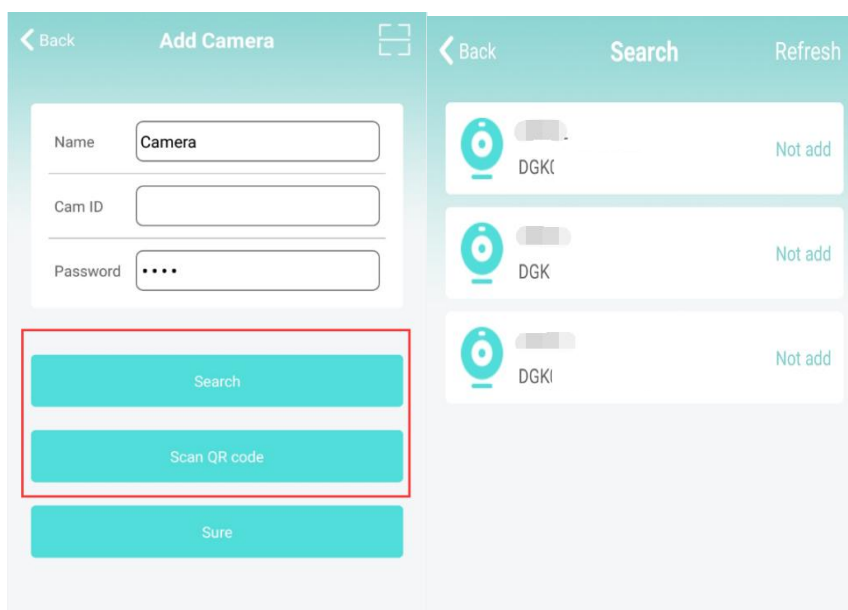 Back Add Camera
Name Camera
Cam ID
Password ••••
Search
Scan QR code
Sure
Back Search Refresh
DGK
Not add
DGK
Not add
DGK
Not add